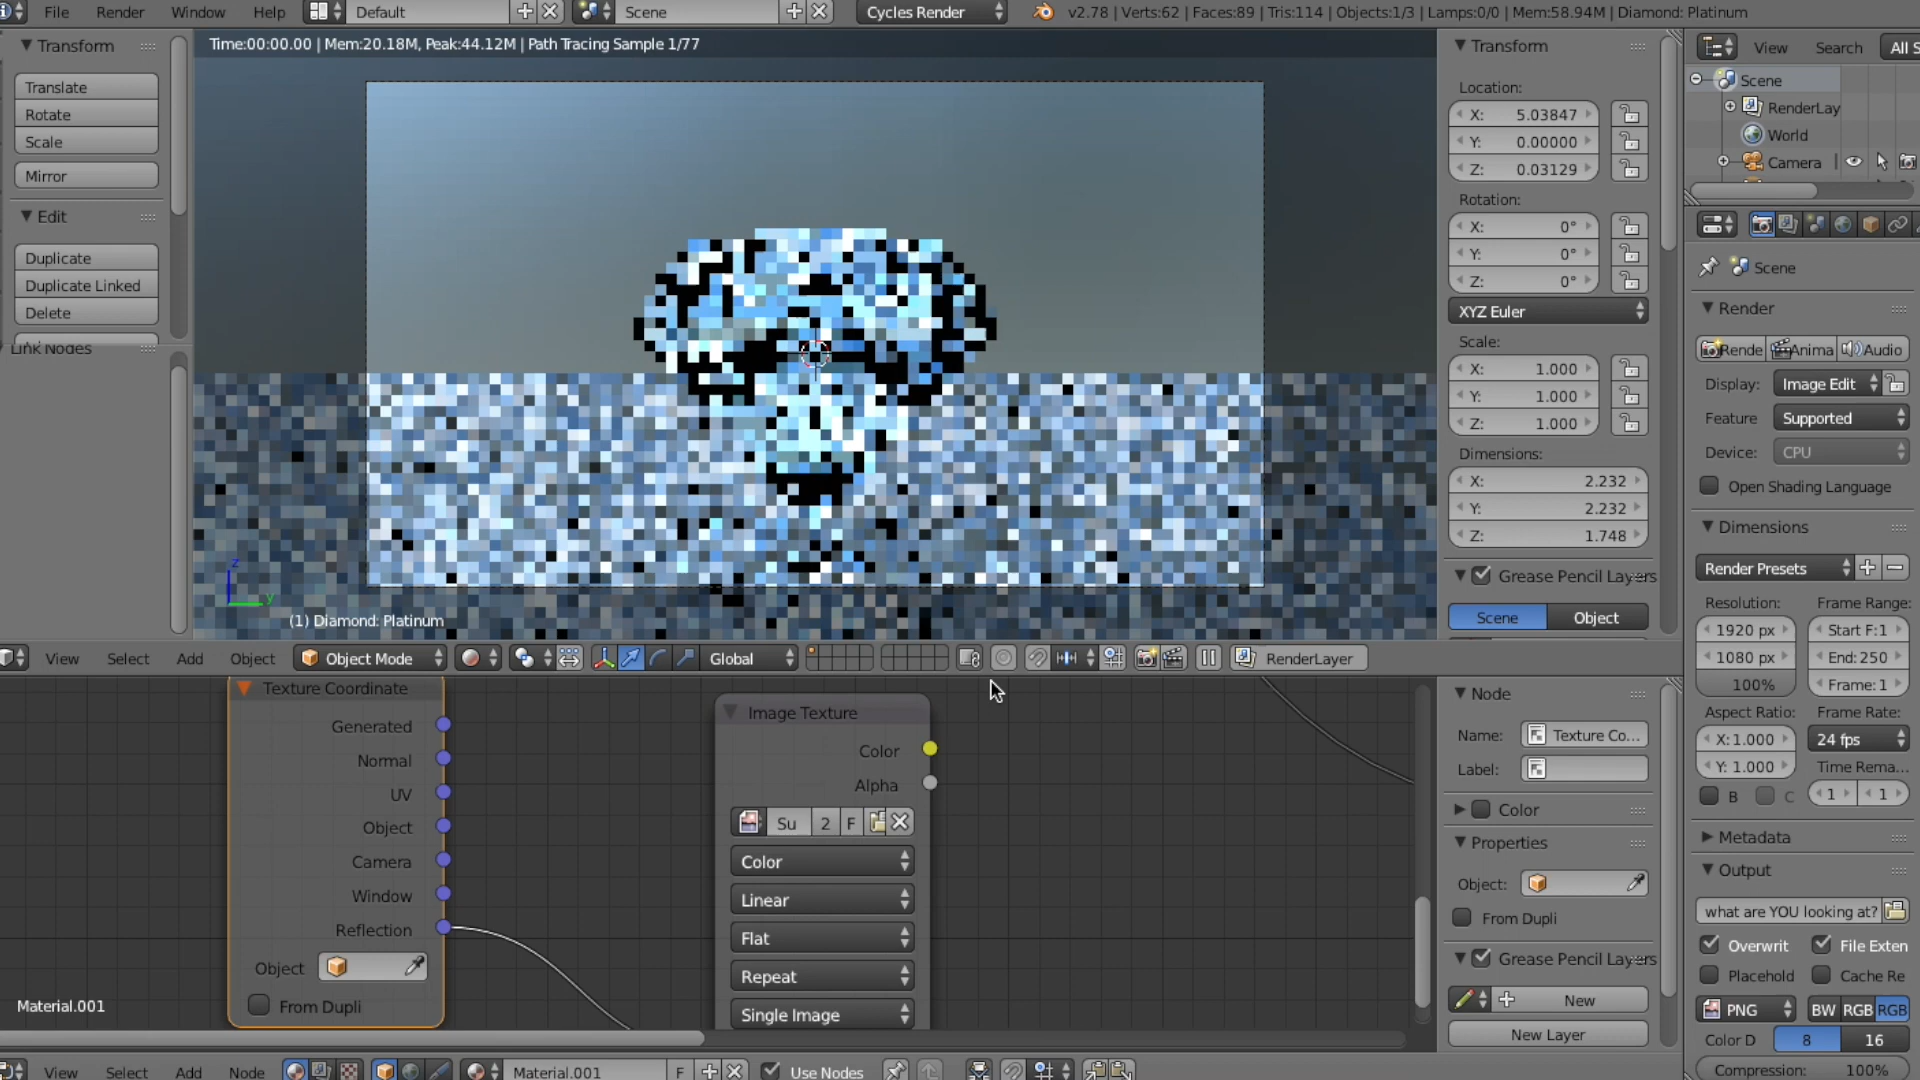 File Render Window Help Default Scene Cycles Render v2.78 | Verts:62 | Faces:89 | Tris:114 | Objects:1/3 | Lamps:0/0 | Mem:58.94M | Diamond: Platinum
Transform
Translate
Rotate
Scale
Mirror
Edit
Duplicate
Duplicate Linked
Delete
Link Nodes
Time:00:00.00 | Mem:20.18M, Peak:44.12M | Path Tracing Sample 1/77
z
y
(1) Diamond: Platinum
Transform
Location:
X: 5.03847
Y: 0.00000
Z: 0.03129
Rotation:
X: 0°
Y: 0°
Z: 0°
XYZ Euler
Scale:
X: 1.000
Y: 1.000
Z: 1.000
Dimensions:
X: 2.232
Y: 2.232
Z: 1.748
Grease Pencil Layers
Scene Object
View Search All S
Scene
RenderLay
World
Camera
Scene
Render
Rende Anima Audio
Display: Image Edit
Feature Supported
Device: CPU
Open Shading Language
Dimensions
Render Presets
Resolution: Frame Range:
1920 px Start F:1
1080 px End: 250
100% Frame: 1
Aspect Ratio: Frame Rate:
X:1.000 24 fps
Y: 1.000 Time Rema...
B C 1 1
Metadata
Output
what are YOU looking at?
Overwrit File Exten
Placehold Cache Re
PNG BW RGB RGB
Color D 8 16
Compression: 100%
View Select Add Object Object Mode Global RenderLayer
Texture Coordinate
Generated
Normal
UV
Object
Camera
Window
Reflection
Object
From Dupli
Material.001
Image Texture
Color
Alpha
Su 2 F
Color
Linear
Flat
Repeat
Single Image
Node
Name: Texture Co...
Label:
Color
Properties
Object:
From Dupli
Grease Pencil Layers
New
New Layer
View Select Add Node Material.001 F Use Nodes